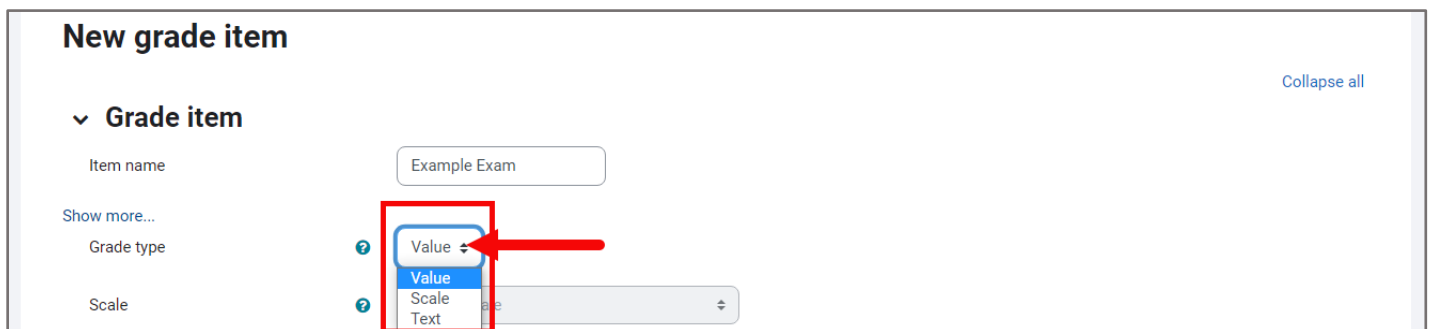 New grade item
Collapse all
Grade item
Item name
Example Exam
Show more...
Grade type
?
Value
Value
Scale
Text
Scale
?